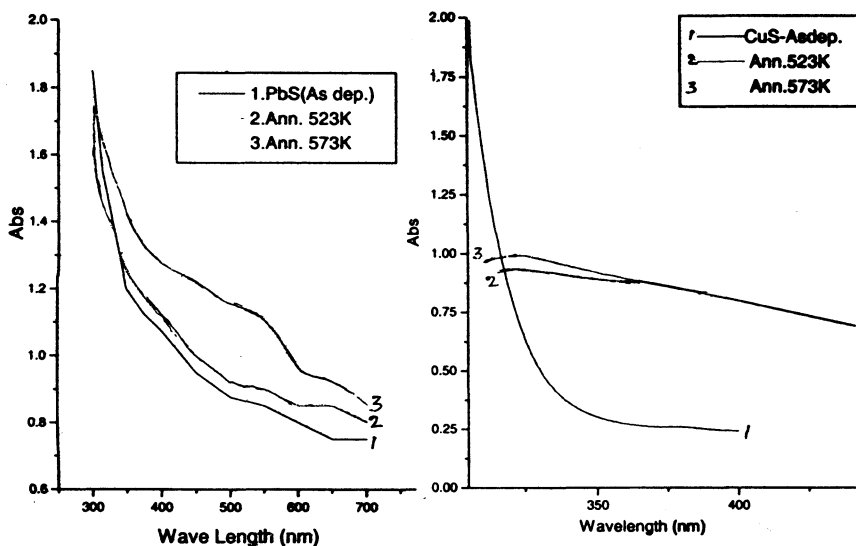 2.0
1.8
1.6
1.4
1.2
1.0
0.8
0.6
Abs
300 400 500 600 700
Wave Length (nm)
1.PbS(As dep.)
2.Ann. 523K
3.Ann. 573K
3
2
1
2.00
1.75
1.50
1.25
1.00
0.75
0.50
0.25
0.00
Abs
350 400
Wavelength (nm)
1 CuS-Asdep.
2 Ann.523K
3 Ann.573K
3
2
1